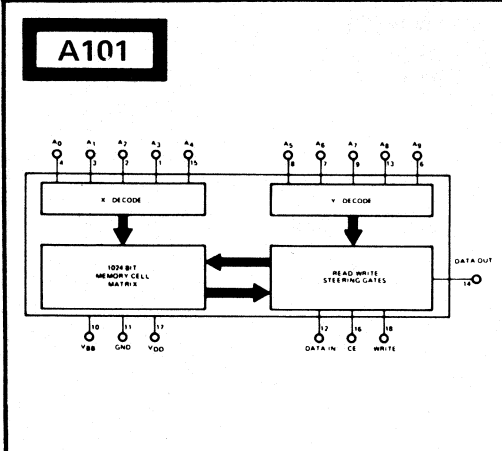 A101
A0 A1 A2 A3 A4 A5 A6 A7 A8 A9
4 3 2 1 15 8 7 9 13 6
X DECODE Y DECODE
1024 BIT
MEMORY CELL
MATRIX
READ WRITE
STEERING GATES
DATA OUT
14
10 11 17 12 16 18
VBB GND VDD DATA IN CE WRITE